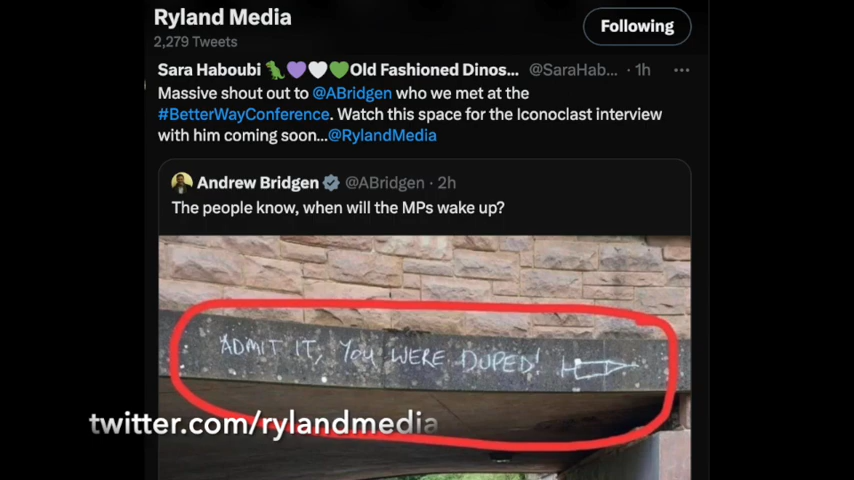 Ryland Media
2,279 Tweets
Following
Sara Haboubi 🦖💜🤍💚Old Fashioned Dinos... @SaraHab... · 1h
Massive shout out to @ABridgen who we met at the
#BetterWayConference. Watch this space for the Iconoclast interview
with him coming soon...@RylandMedia
Andrew Bridgen @ABridgen · 2h
The people know, when will the MPs wake up?
ADMIT IT, YOU WERE DUPED!
twitter.com/rylandmedia